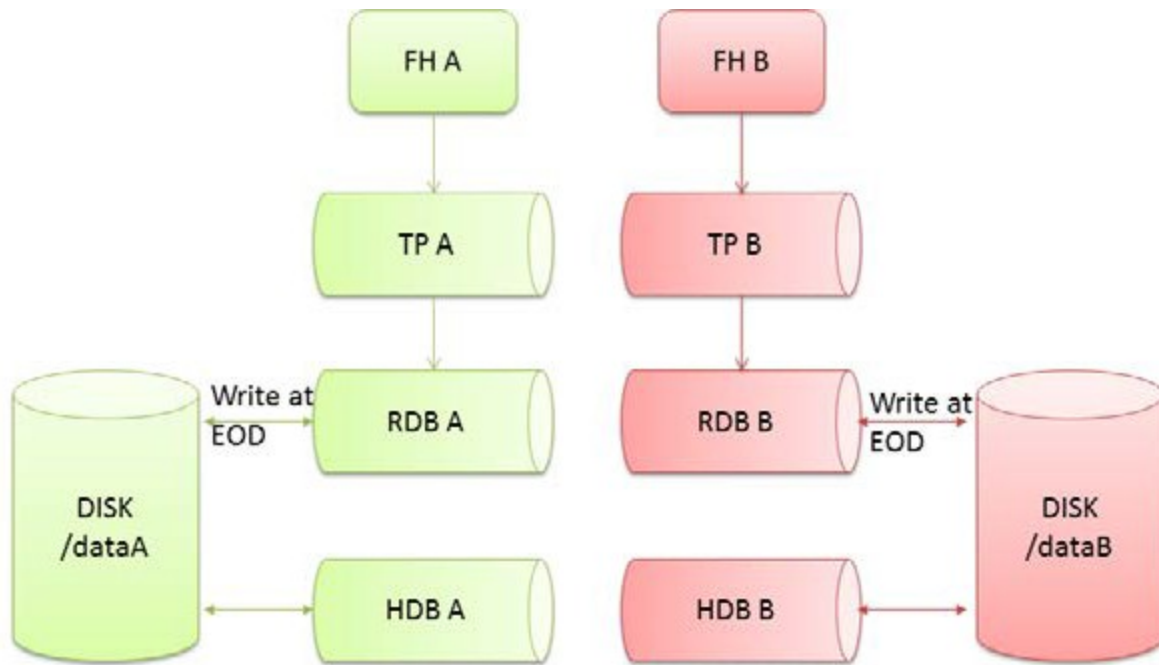 FH A
FH B
TP A
TP B
Write at
EOD
RDB A
RDB B
Write at
EOD
DISK
/dataA
DISK
/dataB
HDB A
HDB B